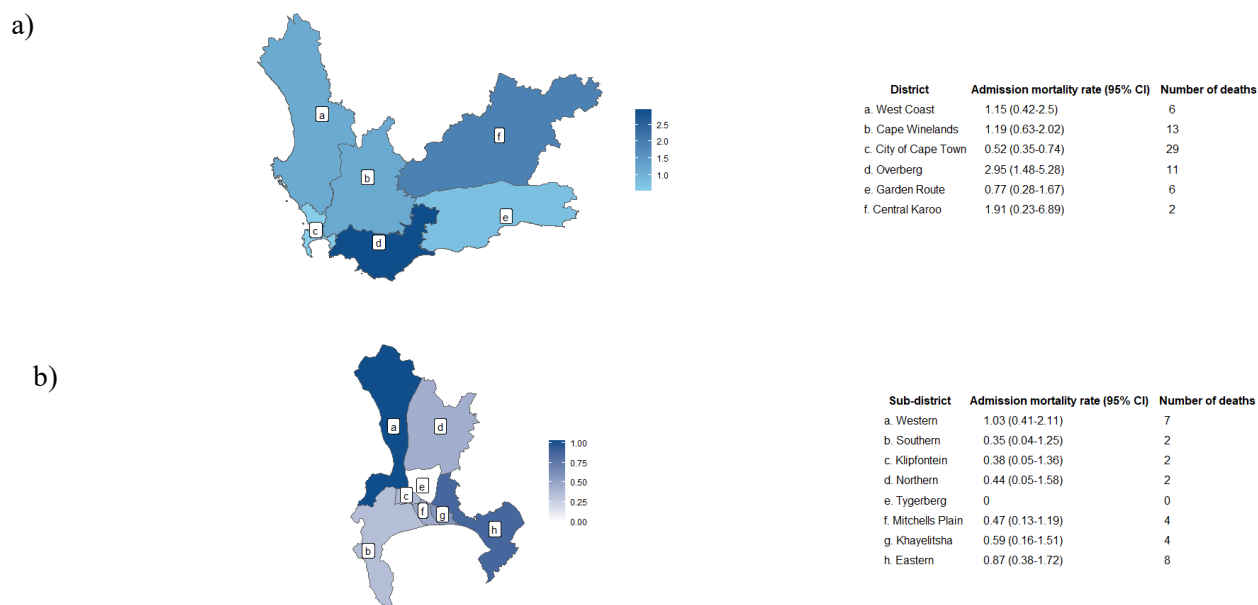 a)
a
b
c
d
e
f
2.5
2.0
1.5
1.0
District Admission mortality rate (95% CI) Number of deaths
a. West Coast 1.15 (0.42-2.5) 6
b. Cape Winelands 1.19 (0.63-2.02) 13
c. City of Cape Town 0.52 (0.35-0.74) 29
d. Overberg 2.95 (1.48-5.28) 11
e. Garden Route 0.77 (0.28-1.67) 6
f. Central Karoo 1.91 (0.23-6.89) 2
b)
a
d
e
c
f
g
h
b
1.00
0.75
0.50
0.25
0.00
Sub-district Admission mortality rate (95% CI) Number of deaths
a. Western 1.03 (0.41-2.11) 7
b. Southern 0.35 (0.04-1.25) 2
c. Klipfontein 0.38 (0.05-1.36) 2
d. Northern 0.44 (0.05-1.58) 2
e. Tygerberg 0 0
f. Mitchells Plain 0.47 (0.13-1.19) 4
g. Khayelitsha 0.59 (0.16-1.51) 4
h. Eastern 0.87 (0.38-1.72) 8